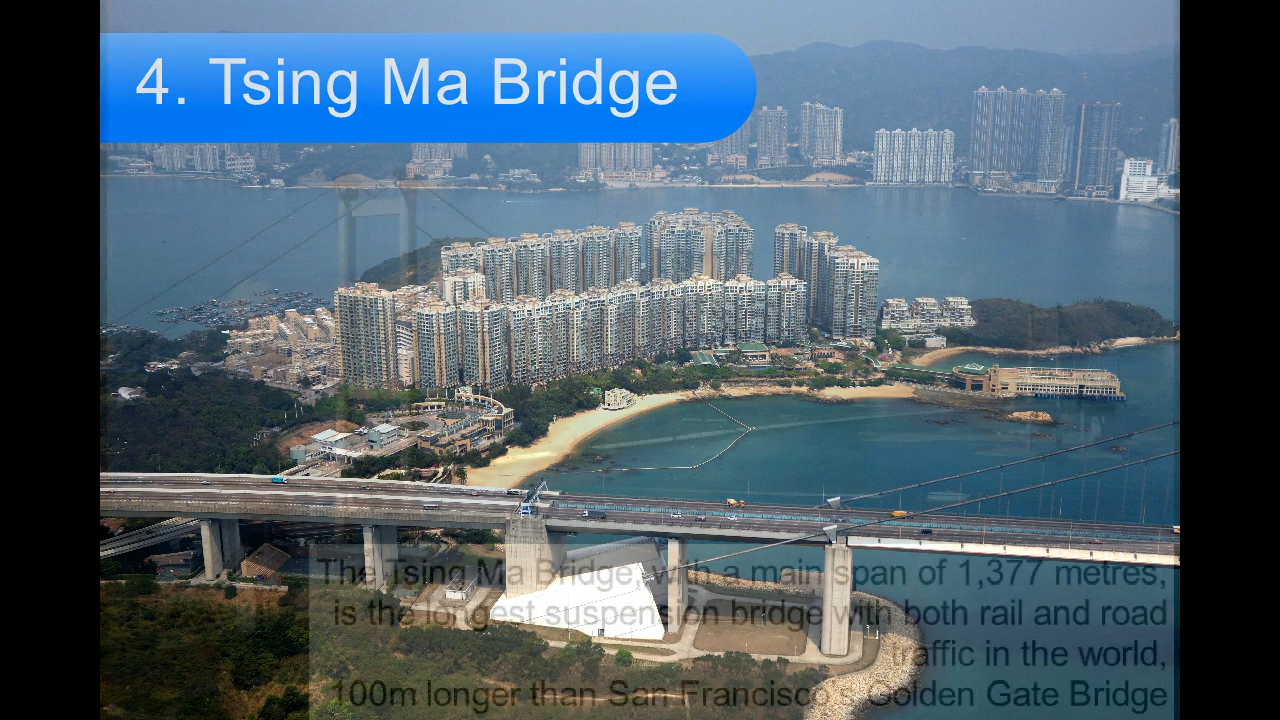 4. Tsing Ma Bridge
The Tsing Ma Bridge, with a main span of 1,377 metres,
is the longest suspension bridge with both rail and road
traffic in the world,
100m longer than San Francisco Golden Gate Bridge